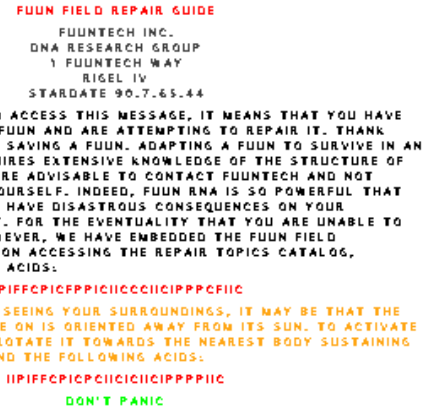 FUUN FIELD REPAIR GUIDE
FUUNTECH INC.
DNA RESEARCH GROUP
1 FUUNTECH WAY
RIGEL IV
STARDATE 90.7.65.44
ACCESS THIS MESSAGE, IT MEANS THAT YOU HAVE
FUUN AND ARE ATTEMPTING TO REPAIR IT. THANK
SAVING A FUUN. ADAPTING A FUUN TO SURVIVE IN AN
IRES EXTENSIVE KNOWLEDGE OF THE STRUCTURE OF
RE ADVISABLE TO CONTACT FUUNTECH AND NOT
OURSELF. INDEED, FUUN RNA IS SO POWERFUL THAT
HAVE DISASTROUS CONSEQUENCES ON YOUR
. FOR THE EVENTUALITY THAT YOU ARE UNABLE TO
EVER, WE HAVE EMBEDDED THE FUUN FIELD
ON ACCESSING THE REPAIR TOPICS CATALOG,
ACIDS:
PIFFCPICFPPICIICCCIICIPPPCFIIC
SEEING YOUR SURROUNDINGS, IT MAY BE THAT THE
E ON IS ORIENTED AWAY FROM ITS SUN. TO ACTIVATE
LOTATE IT TOWARDS THE NEAREST BODY SUSTAINING
ND THE FOLLOWING ACIDS:
IIPIFFCPICPCIICICIICIPPPPIIC
DON'T PANIC